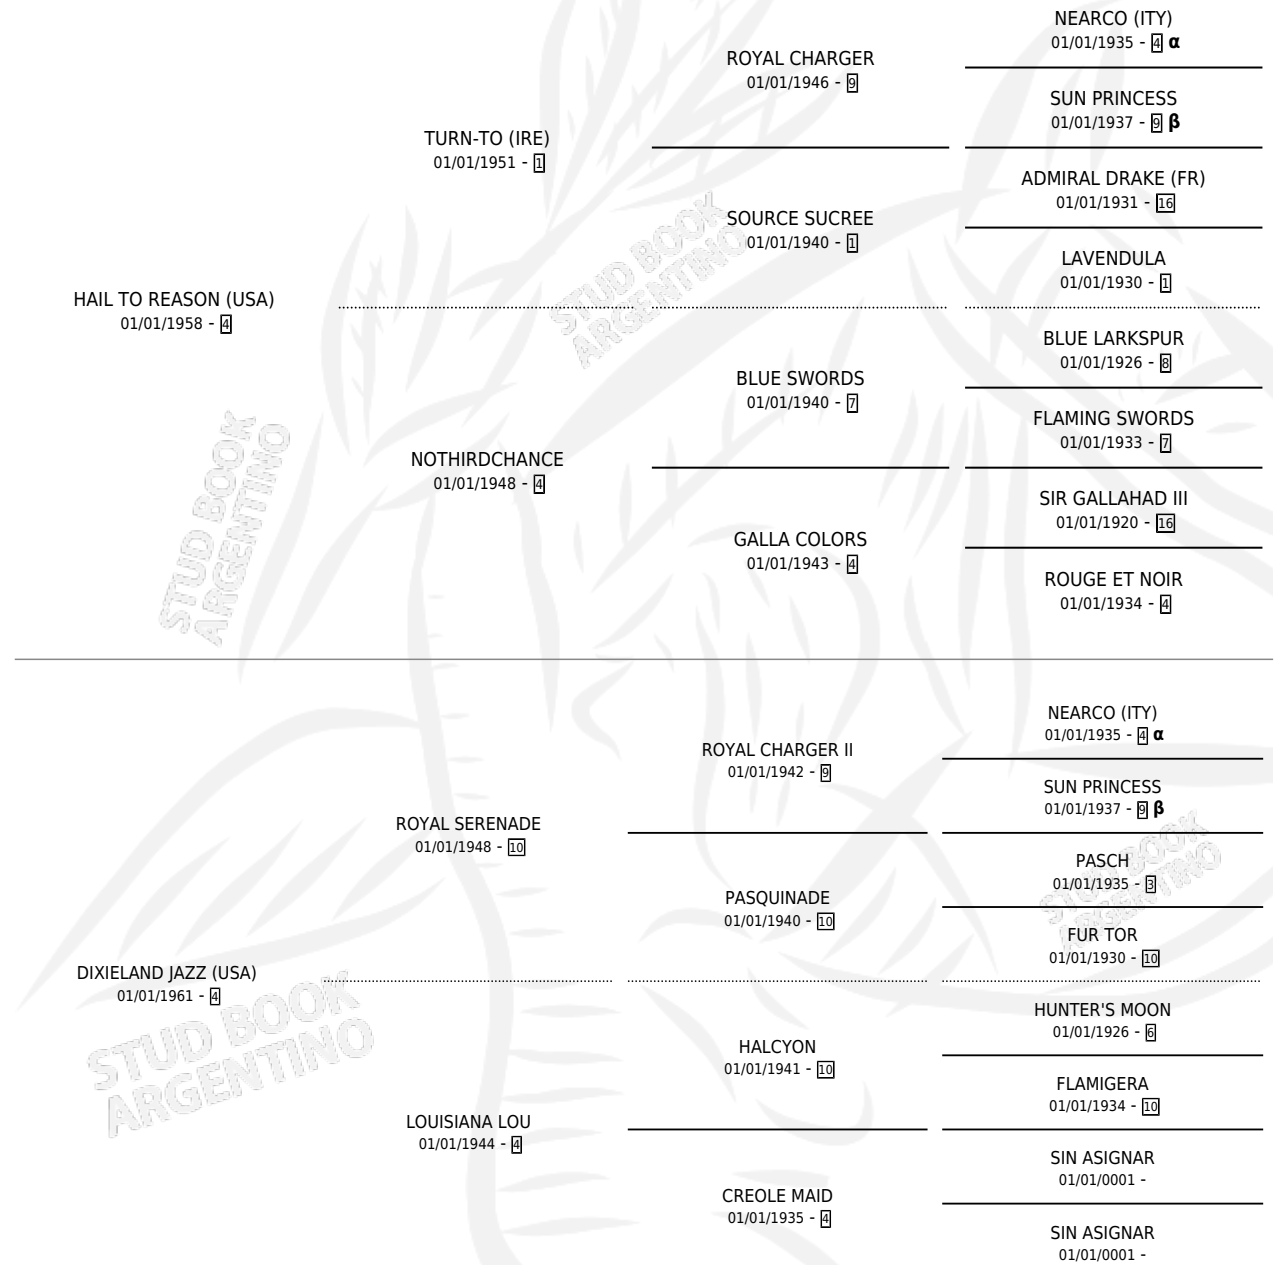 NEARCO (ITY)
01/01/1935 - 4 α
ROYAL CHARGER
01/01/1946 - 9
SUN PRINCESS
01/01/1937 - 9 β
TURN-TO (IRE)
01/01/1951 - 1
ADMIRAL DRAKE (FR)
01/01/1931 - 16
SOURCE SUCREE
01/01/1940 - 1
LAVENDULA
01/01/1930 - 1
STUD BOOK
ARGENTINO
HAIL TO REASON (USA)
01/01/1958 - 4
BLUE LARKSPUR
01/01/1926 - 8
BLUE SWORDS
01/01/1940 - 7
FLAMING SWORDS
01/01/1933 - 7
NOTHIRDCHANCE
01/01/1948 - 4
SIR GALLAHAD III
01/01/1920 - 16
GALLA COLORS
01/01/1943 - 4
ROUGE ET NOIR
01/01/1934 - 4
STUD BOOK
ARGENTINO
NEARCO (ITY)
01/01/1935 - 4 α
ROYAL CHARGER II
01/01/1942 - 9
SUN PRINCESS
01/01/1937 - 9 β
ROYAL SERENADE
01/01/1948 - 10
PASCH
01/01/1935 - 3
PASQUINADE
01/01/1940 - 10
FUR TOR
01/01/1930 - 10
STUD BOOK
ARGENTINO
DIXIELAND JAZZ (USA)
01/01/1961 - 4
HUNTER'S MOON
01/01/1926 - 6
HALCYON
01/01/1941 - 10
FLAMIGERA
01/01/1934 - 10
STUD BOOK
ARGENTINO
LOUISIANA LOU
01/01/1944 - 4
SIN ASIGNAR
01/01/0001 -
CREOLE MAID
01/01/1935 - 4
SIN ASIGNAR
01/01/0001 -